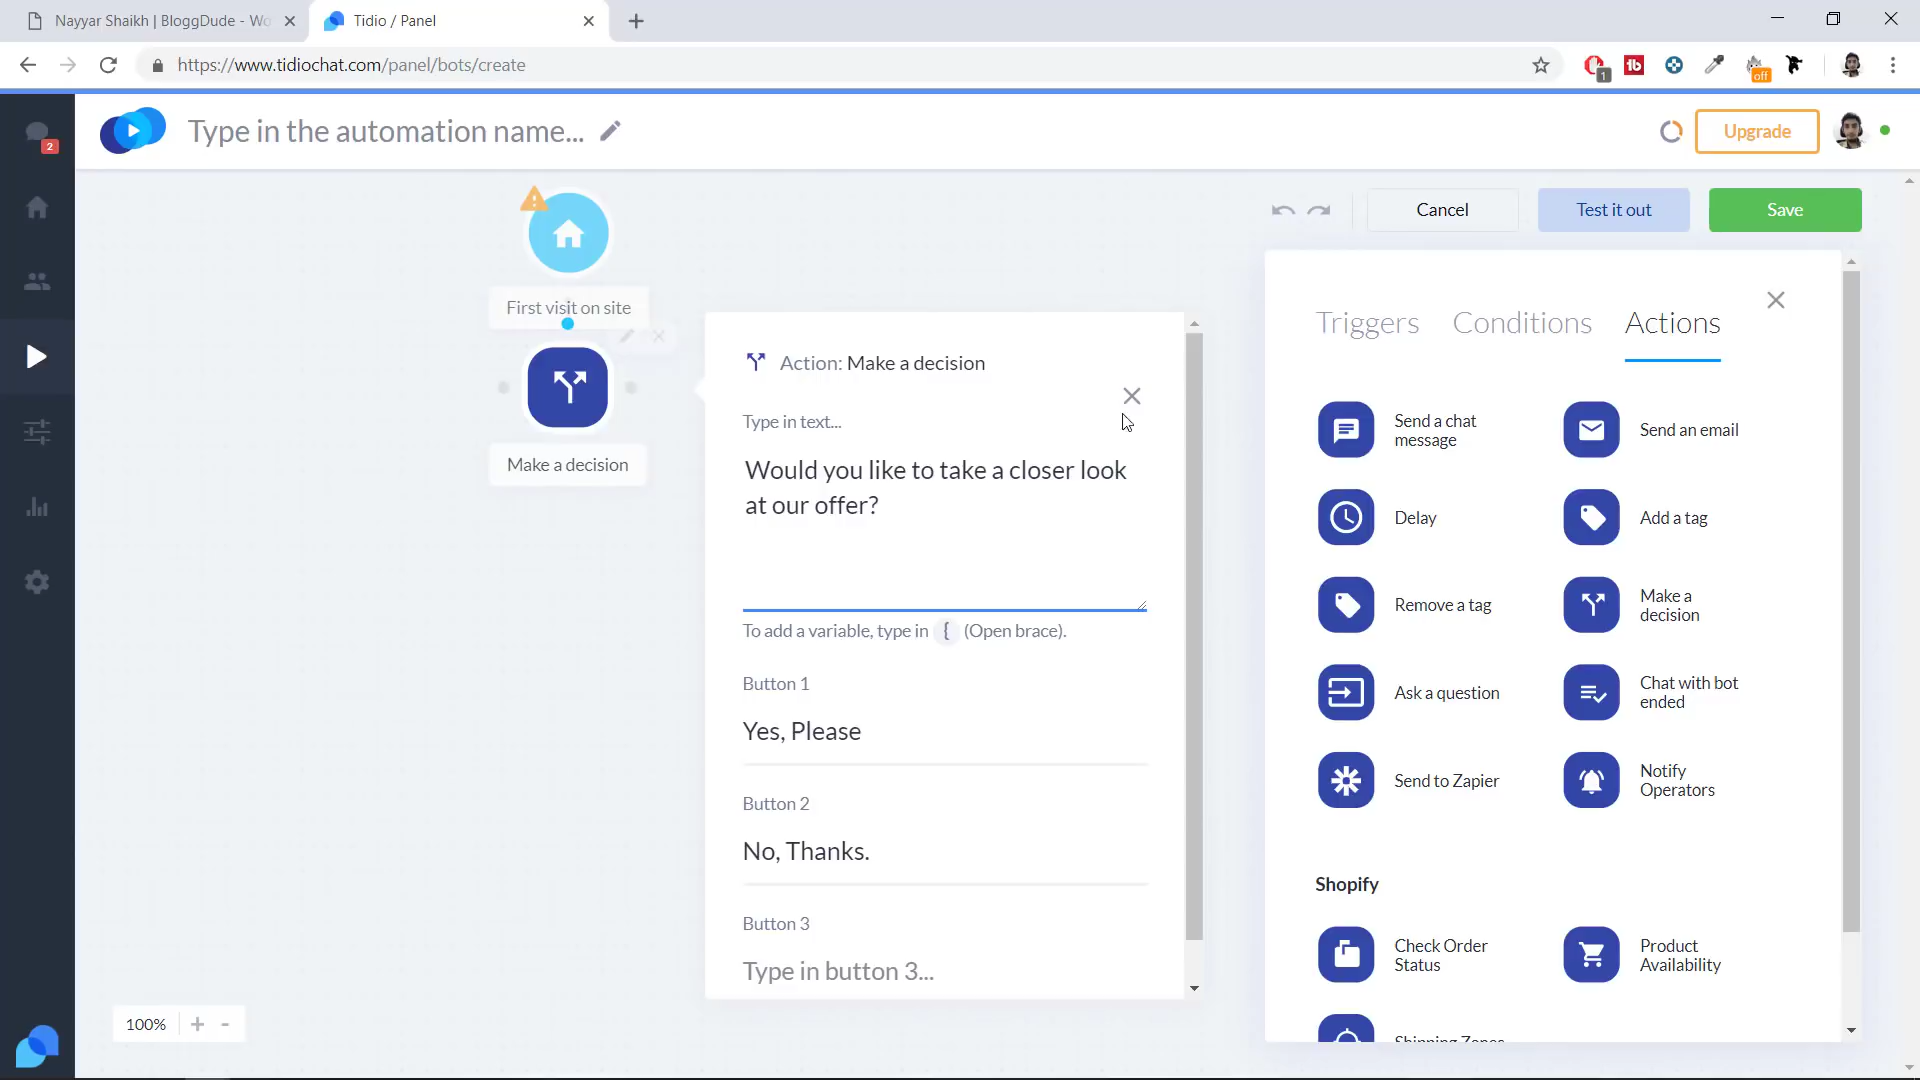 Nayyar Shaikh | BloggDude - Wo
Tidio / Panel
https://www.tidiochat.com/panel/bots/create
1
off
2
Type in the automation name...
Upgrade
Cancel
Test it out
Save
First visit on site
Make a decision
Action: Make a decision
Type in text...
Would you like to take a closer look
at our offer?
To add a variable, type in { (Open brace).
Button 1
Yes, Please
Button 2
No, Thanks.
Button 3
Type in button 3...
Triggers
Conditions
Actions
Send a chat
message
Send an email
Delay
Add a tag
Remove a tag
Make a
decision
Ask a question
Chat with bot
ended
Send to Zapier
Notify
Operators
Shopify
Check Order
Status
Product
Availability
Shipping Zones
100% + -